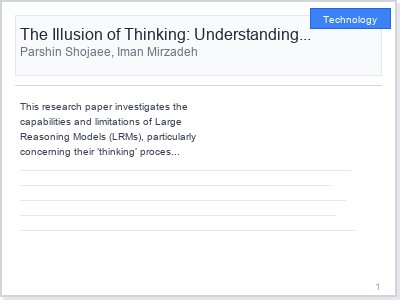 Technology
The Illusion of Thinking: Understanding...
Parshin Shojaee, Iman Mirzadeh
This research paper investigates the
capabilities and limitations of Large
Reasoning Models (LRMs), particularly
concerning their 'thinking' proces...
1